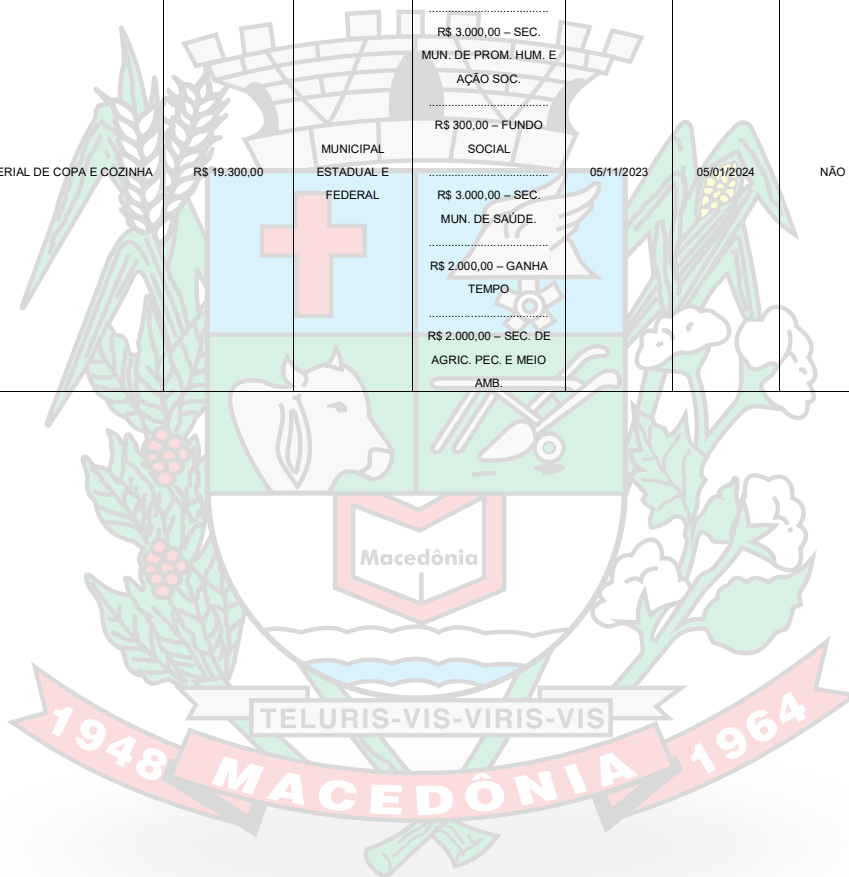 ....................................
R$ 3.000,00 – SEC.
MUN. DE PROM. HUM. E
AÇÃO SOC.
....................................
R$ 300,00 – FUNDO
SOCIAL
....................................
R$ 3.000,00 – SEC.
MUN. DE SAÚDE.
....................................
R$ 2.000,00 – GANHA
TEMPO
....................................
R$ 2.000,00 – SEC. DE
AGRIC. PEC. E MEIO
AMB.
MUNICIPAL
ESTADUAL E
FEDERAL
ERIAL DE COPA E COZINHA
R$ 19.300,00
05/11/2023
05/01/2024
NÃO
Macedônia
TELURIS-VIS-VIRIS-VIS
1948
MACEDÔNIA
1964